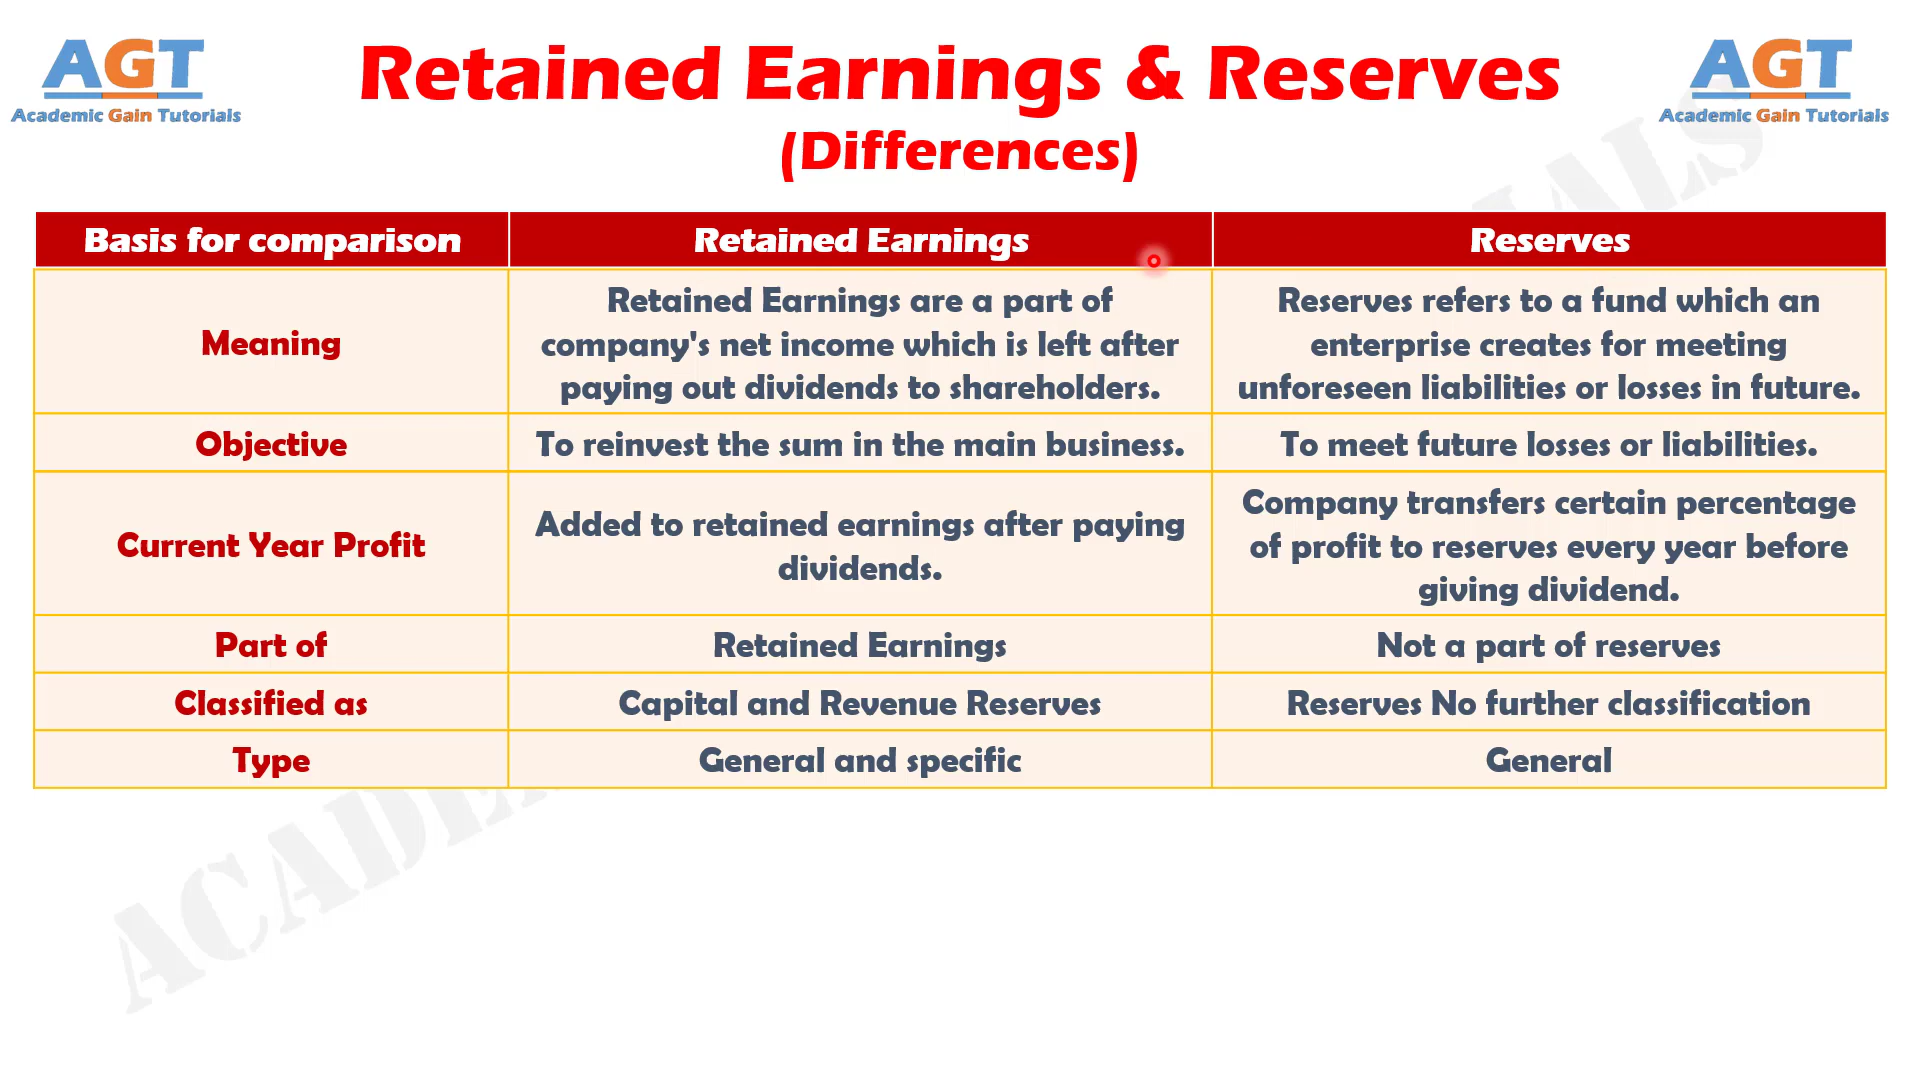 AGT
Academic Gain Tutorials
Retained Earnings & Reserves
(Differences)
AGT
Academic Gain Tutorials
Basis for comparison
Retained Earnings
Reserves
Meaning
Retained Earnings are a part of
company's net income which is left after
paying out dividends to shareholders.
Reserves refers to a fund which an
enterprise creates for meeting
unforeseen liabilities or losses in future.
Objective
To reinvest the sum in the main business.
To meet future losses or liabilities.
Current Year Profit
Added to retained earnings after paying
dividends.
Company transfers certain percentage
of profit to reserves every year before
giving dividend.
Part of
Retained Earnings
Not a part of reserves
Classified as
Capital and Revenue Reserves
Reserves No further classification
Type
General and specific
General